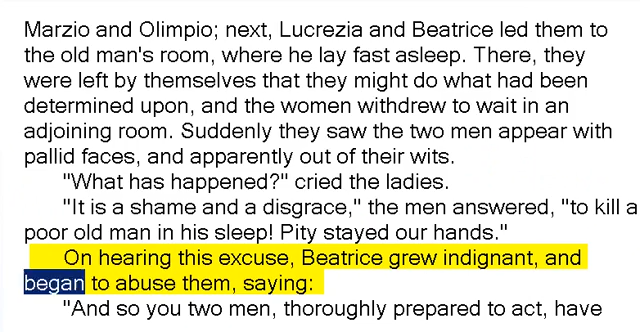 Marzio and Olimpio; next, Lucrezia and Beatrice led them to
the old man's room, where he lay fast asleep. There, they
were left by themselves that they might do what had been
determined upon, and the women withdrew to wait in an
adjoining room. Suddenly they saw the two men appear with
pallid faces, and apparently out of their wits.
"What has happened?" cried the ladies.
"It is a shame and a disgrace," the men answered, "to kill a
poor old man in his sleep! Pity stayed our hands."
On hearing this excuse, Beatrice grew indignant, and
began to abuse them, saying:
"And so you two men, thoroughly prepared to act, have